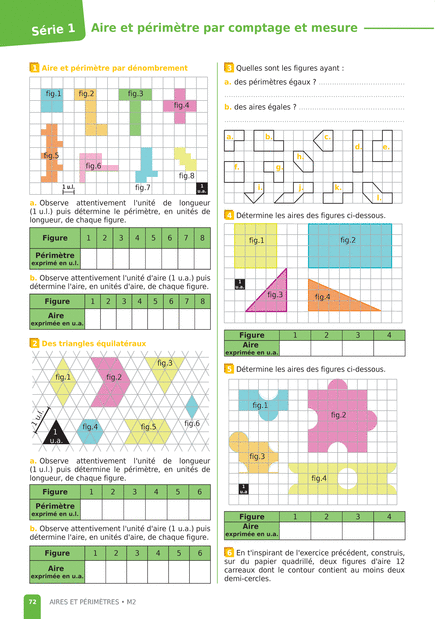 Série 1
Aire et périmètre par comptage et mesure
1 Aire et périmètre par dénombrement
fig.1
fig.2
fig.3
fig.4
fig.5
fig.6
fig.7
fig.8
1 u.l.
1 u.a.
a. Observe attentivement l'unité de longueur
(1 u.l.) puis détermine le périmètre, en unités de
longueur, de chaque figure.
Figure 1 2 3 4 5 6 7 8
Périmètre
exprimé en u.l.
b. Observe attentivement l'unité d'aire (1 u.a.) puis
détermine l'aire, en unités d'aire, de chaque figure.
Figure 1 2 3 4 5 6 7 8
Aire
exprimée en u.a.
2 Des triangles équilatéraux
fig.1
fig.2
fig.3
fig.4
fig.5
fig.6
1 u.l.
1
u.a.
a. Observe attentivement l'unité de longueur
(1 u.l.) puis détermine le périmètre, en unités de
longueur, de chaque figure.
Figure 1 2 3 4 5 6
Périmètre
exprimé en u.l.
b. Observe attentivement l'unité d'aire (1 u.a.) puis
détermine l'aire, en unités d'aire, de chaque figure.
Figure 1 2 3 4 5 6
Aire
exprimée en u.a.
3 Quelles sont les figures ayant :
a. des périmètres égaux ?
b. des aires égales ?
a. b. c. d. e.
f. g. h.
i. j. k. l.
4 Détermine les aires des figures ci-dessous.
fig.1
fig.2
1 u.a.
fig.3
fig.4
Figure 1 2 3 4
Aire
exprimée en u.a.
5 Détermine les aires des figures ci-dessous.
fig.1
fig.2
fig.3
fig.4
1 u.a.
Figure 1 2 3 4
Aire
exprimée en u.a.
6 En t'inspirant de l'exercice précédent, construis,
sur du papier quadrillé, deux figures d'aire 12
carreaux dont le contour contient au moins deux
demi-cercles.
72 AIRES ET PÉRIMÈTRES • M2